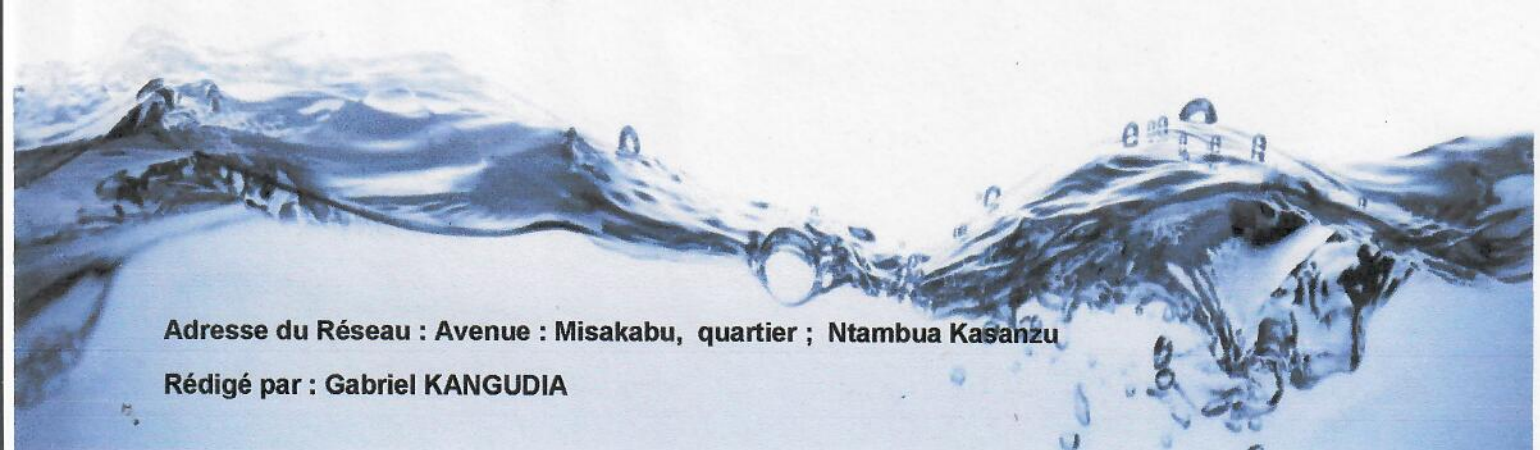 Adresse du Réseau : Avenue : Misakabu, quartier ; Ntambua Kasanzu
Rédigé par : Gabriel KANGUDIA